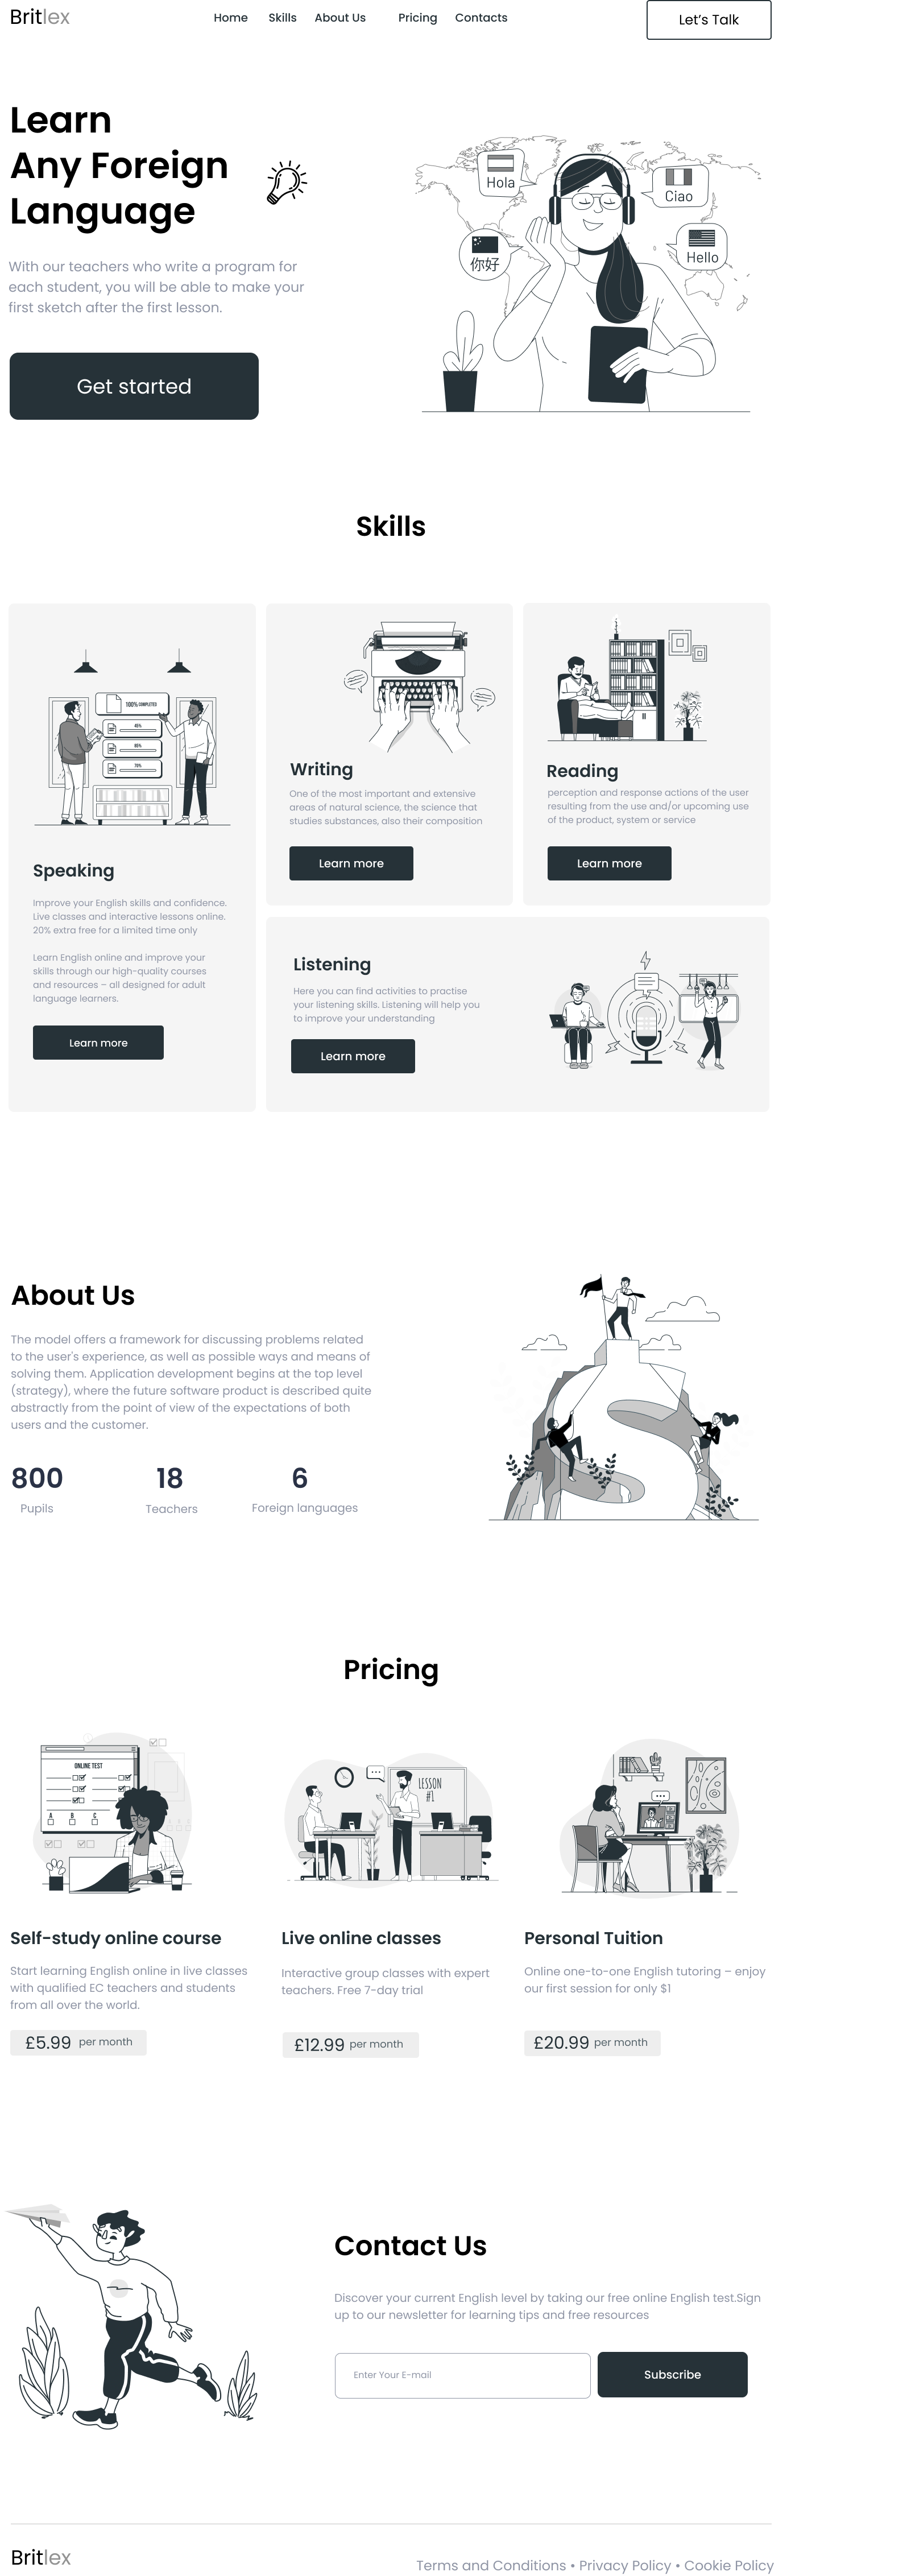 Britlex
Home Skills About Us Pricing Contacts
Let's Talk
Learn
Any Foreign
Language
With our teachers who write a program for
each student, you will be able to make your
first sketch after the first lesson.
Get started
Hola
Ciao
你好
Hello
Skills
100% COMPLETED
45%
85%
70%
Speaking
Improve your English skills and confidence.
Live classes and interactive lessons online.
20% extra free for a limited time only
Learn English online and improve your
skills through our high-quality courses
and resources – all designed for adult
language learners.
Learn more
Writing
One of the most important and extensive
areas of natural science, the science that
studies substances, also their composition
Learn more
Reading
perception and response actions of the user
resulting from the use and/or upcoming use
of the product, system or service
Learn more
Listening
Here you can find activities to practise
your listening skills. Listening will help you
to improve your understanding
Learn more
About Us
The model offers a framework for discussing problems related
to the user's experience, as well as possible ways and means of
solving them. Application development begins at the top level
(strategy), where the future software product is described quite
abstractly from the point of view of the expectations of both
users and the customer.
800
Pupils
18
Teachers
6
Foreign languages
Pricing
ONLINE TEST
A B C
Self-study online course
Start learning English online in live classes
with qualified EC teachers and students
from all over the world.
£5.99 per month
LESSON
#1
Live online classes
Interactive group classes with expert
teachers. Free 7-day trial
£12.99 per month
Personal Tuition
Online one-to-one English tutoring – enjoy
our first session for only $1
£20.99 per month
Contact Us
Discover your current English level by taking our free online English test.Sign
up to our newsletter for learning tips and free resources
Enter Your E-mail
Subscribe
Britlex
Terms and Conditions • Privacy Policy • Cookie Policy